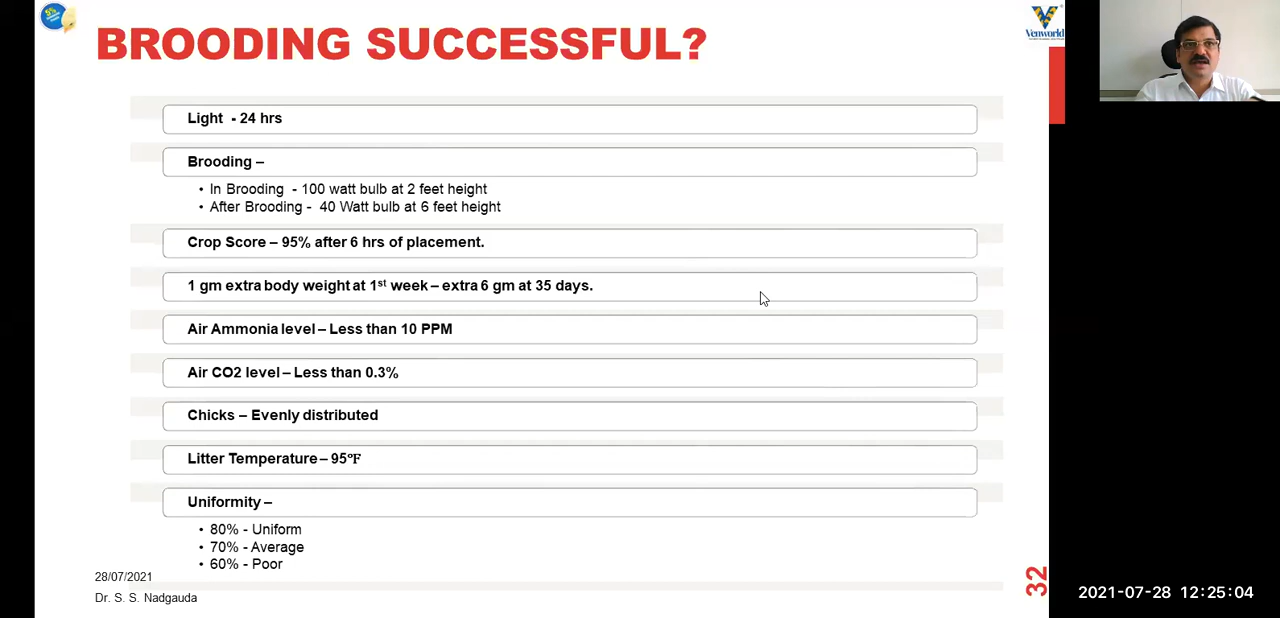 BROODING SUCCESSFUL?
Venworld
Light - 24 hrs
Brooding –
• In Brooding - 100 watt bulb at 2 feet height
• After Brooding - 40 Watt bulb at 6 feet height
Crop Score – 95% after 6 hrs of placement.
1 gm extra body weight at 1st week – extra 6 gm at 35 days.
Air Ammonia level – Less than 10 PPM
Air CO2 level – Less than 0.3%
Chicks – Evenly distributed
Litter Temperature – 95°F
Uniformity –
• 80% - Uniform
• 70% - Average
• 60% - Poor
28/07/2021
Dr. S. S. Nadgauda
32
2021-07-28 12:25:04